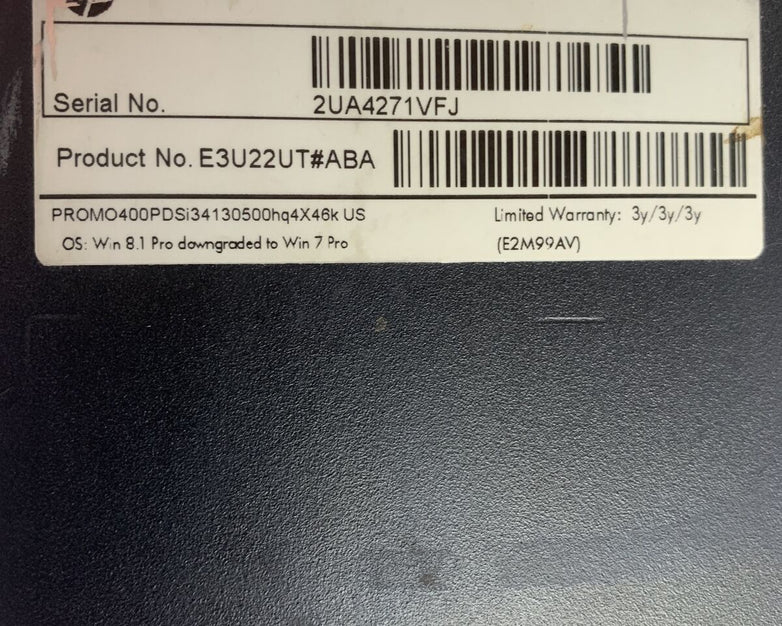 Serial No.
2UA4271VFJ
Product No. E3U22UT#ABA
PROMO400PDSi34130500hq4X46k US
Limited Warranty: 3y/3y/3y
OS: Win 8.1 Pro downgraded to Win 7 Pro
(E2M99AV)